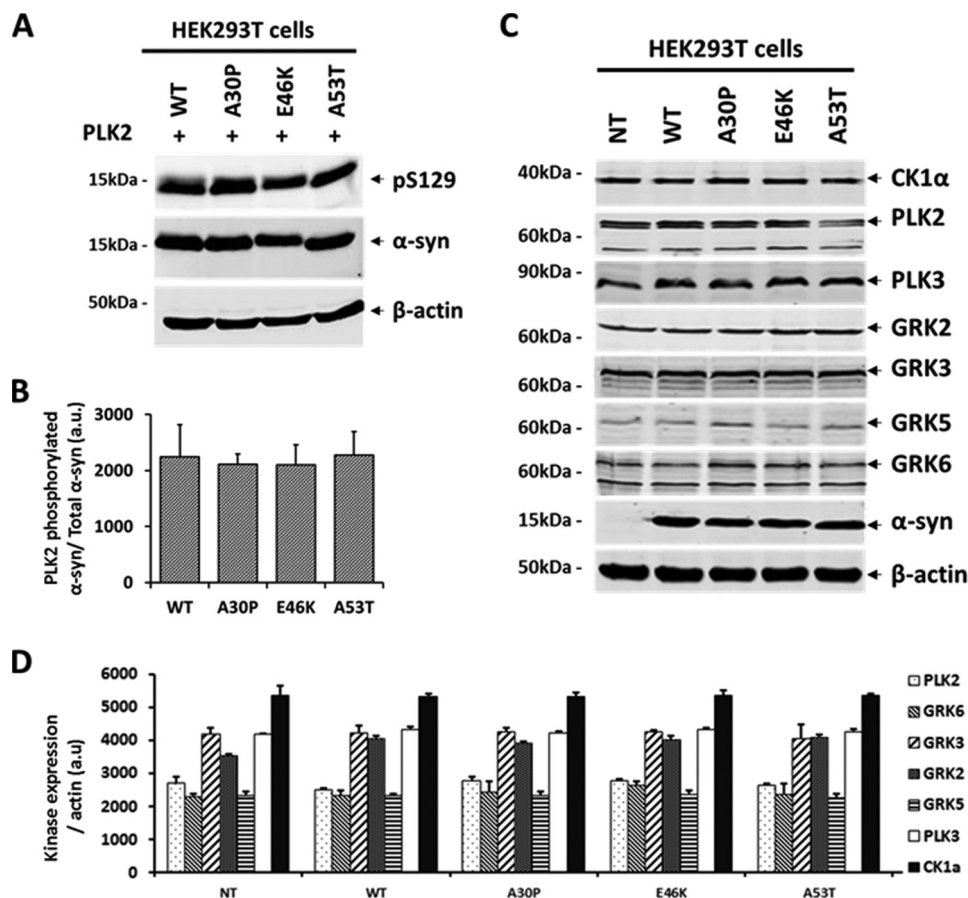 A
HEK293T cells
WT A30P E46K A53T
PLK2 + + + +
15kDa - pS129
15kDa - α-syn
50kDa - β-actin
B
PLK2 phosphorylated
α-syn/ Total α-syn (a.u.)
3000
2000
1000
0
WT A30P E46K A53T
C
HEK293T cells
NT WT A30P E46K A53T
40kDa - CK1α
60kDa - PLK2
90kDa - PLK3
60kDa - GRK2
60kDa - GRK3
60kDa - GRK5
60kDa - GRK6
15kDa - α-syn
50kDa - β-actin
D
Kinase expression
/ actin (a.u)
6000
5000
4000
3000
2000
1000
0
NT WT A30P E46K A53T
PLK2
GRK6
GRK3
GRK2
GRK5
PLK3
CK1a